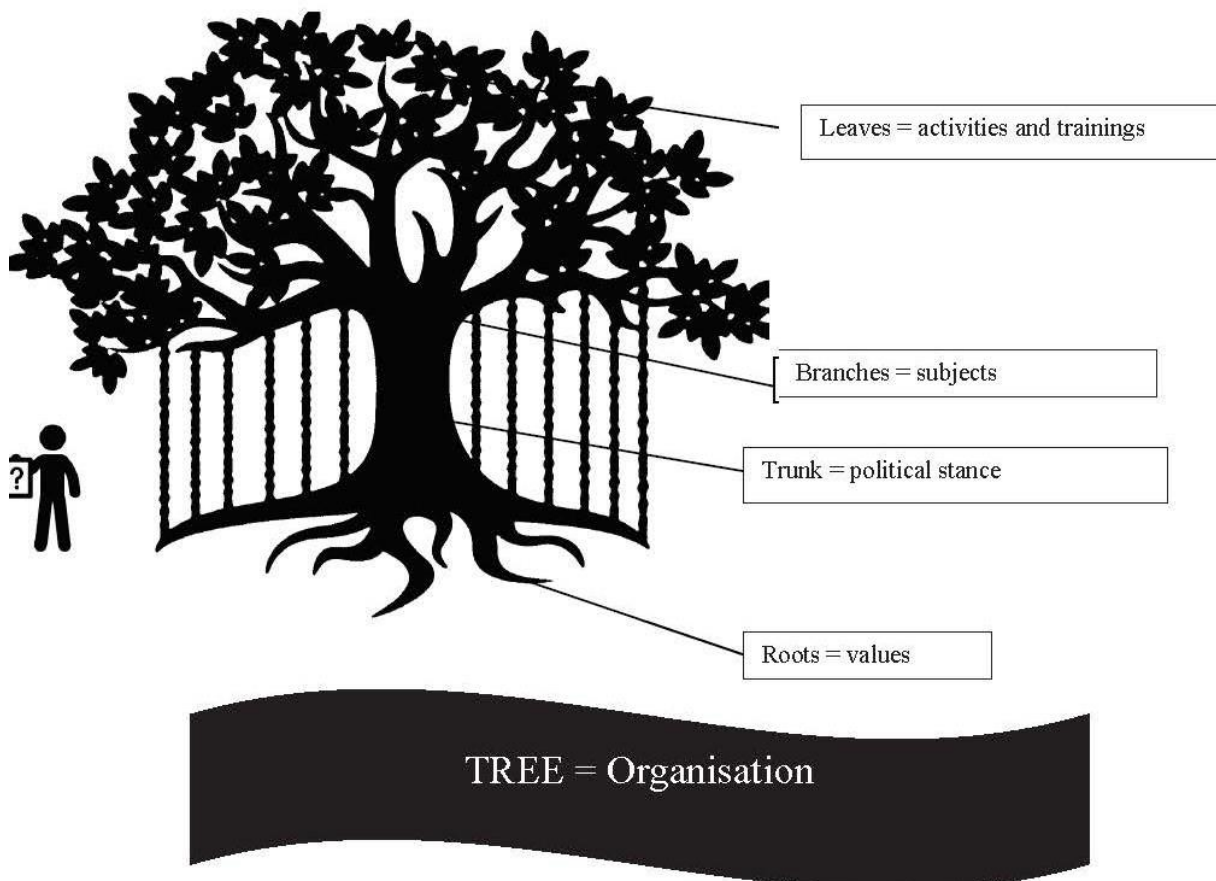 Leaves = activities and trainings
Branches = subjects
Trunk = political stance
?
Roots = values
TREE = Organisation